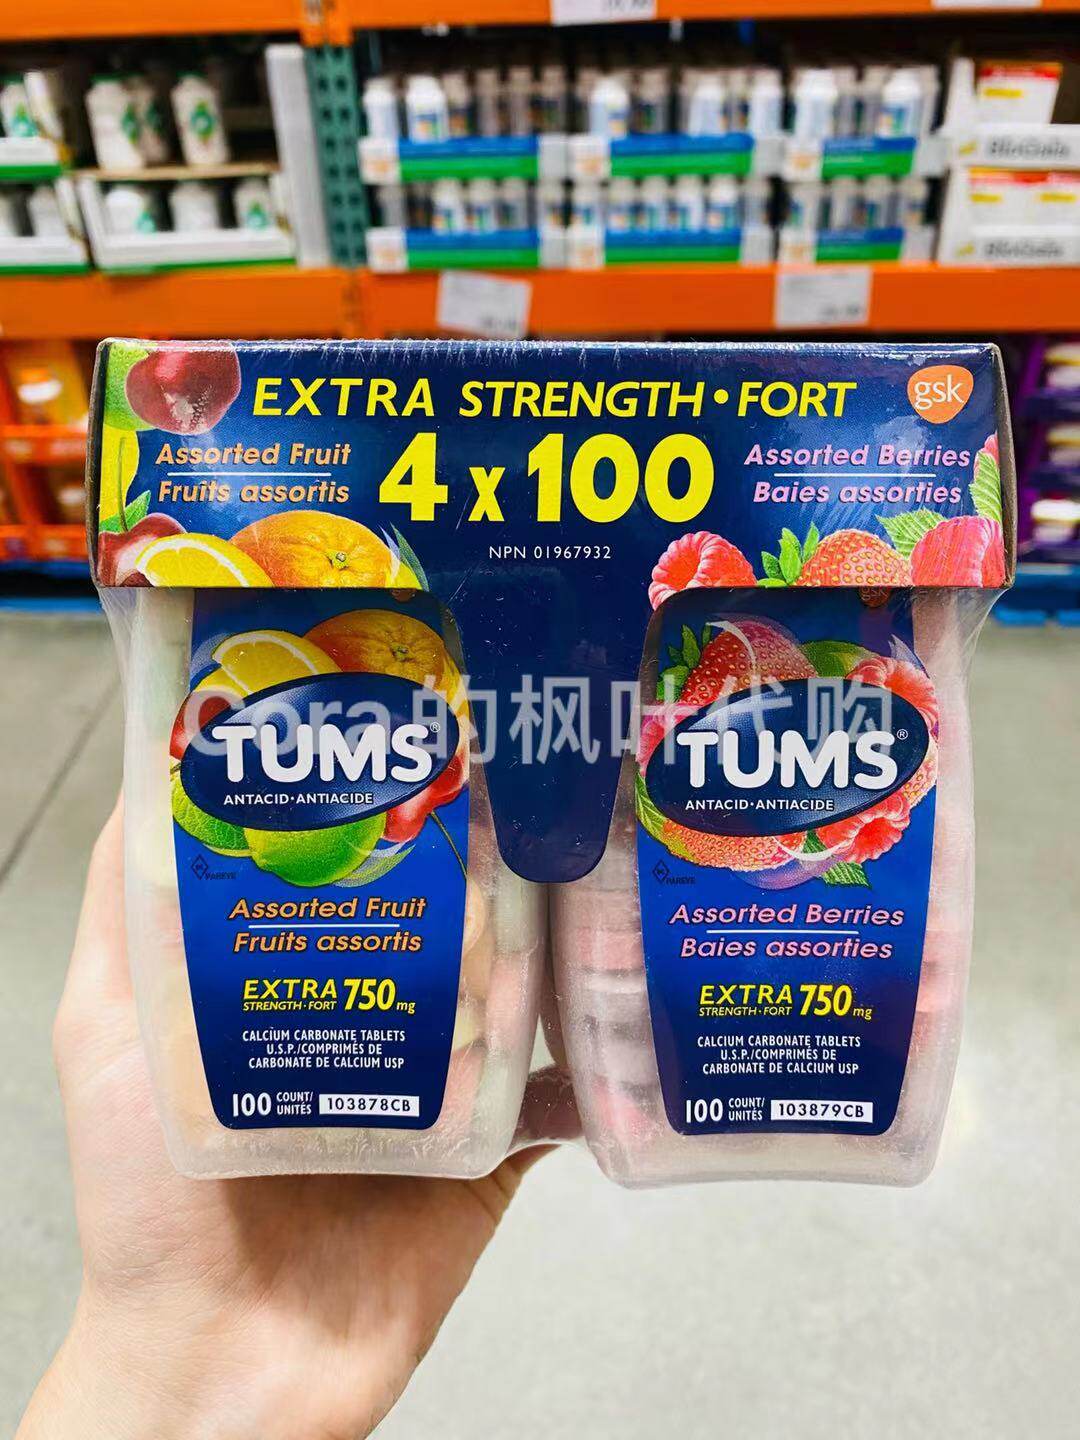 EXTRA STRENGTH•FORT
gsk
Assorted Fruit
Fruits assortis
4 x 100
Assorted Berries
Baies assorties
NPN 01967932
Cora的枫叶代购
TUMS®
ANTACID•ANTIACIDE
PAREVE
Assorted Fruit
Fruits assortis
EXTRA
STRENGTH•FORT
750 mg
CALCIUM CARBONATE TABLETS
U.S.P./COMPRIMÉS DE
CARBONATE DE CALCIUM USP
100 COUNT/
UNITÉS
103878CB
gsk
TUMS®
ANTACID•ANTIACIDE
PAREVE
Assorted Berries
Baies assorties
EXTRA
STRENGTH•FORT
750 mg
CALCIUM CARBONATE TABLETS
U.S.P./COMPRIMÉS DE
CARBONATE DE CALCIUM USP
100 COUNT/
UNITÉS
103879CB